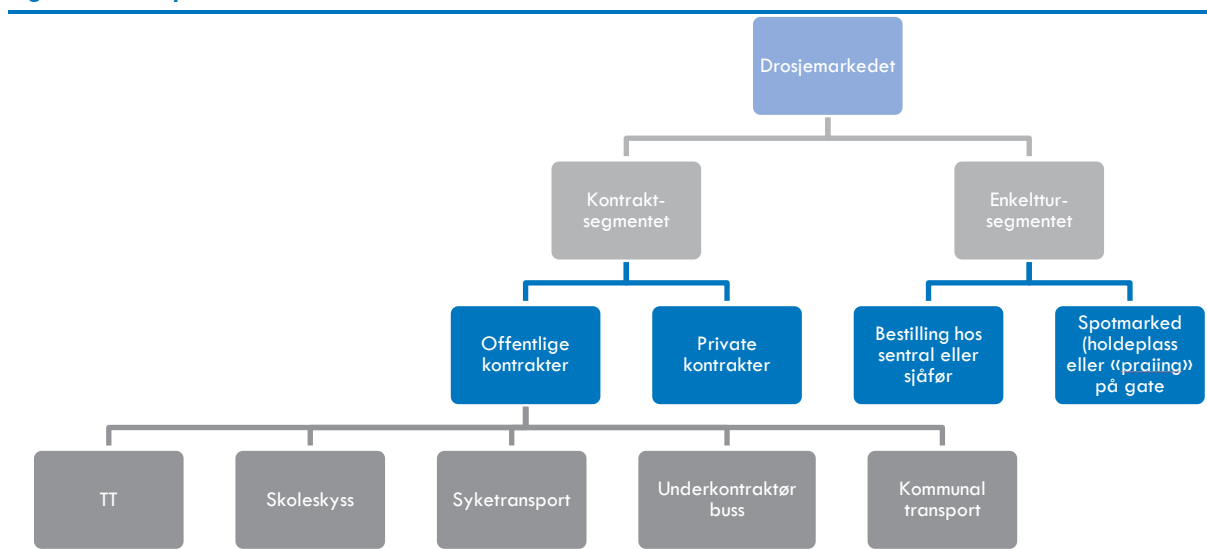 Drosjemarkedet
Kontrakt-
segmentet
Enkelttur-
segmentet
Offentlige
kontrakter
Private
kontrakter
Bestilling hos
sentral eller
sjåfør
Spotmarked
(holdeplass
eller «praiing»
på gate
TT
Skoleskyss
Syketransport
Underkontraktør
buss
Kommunal
transport